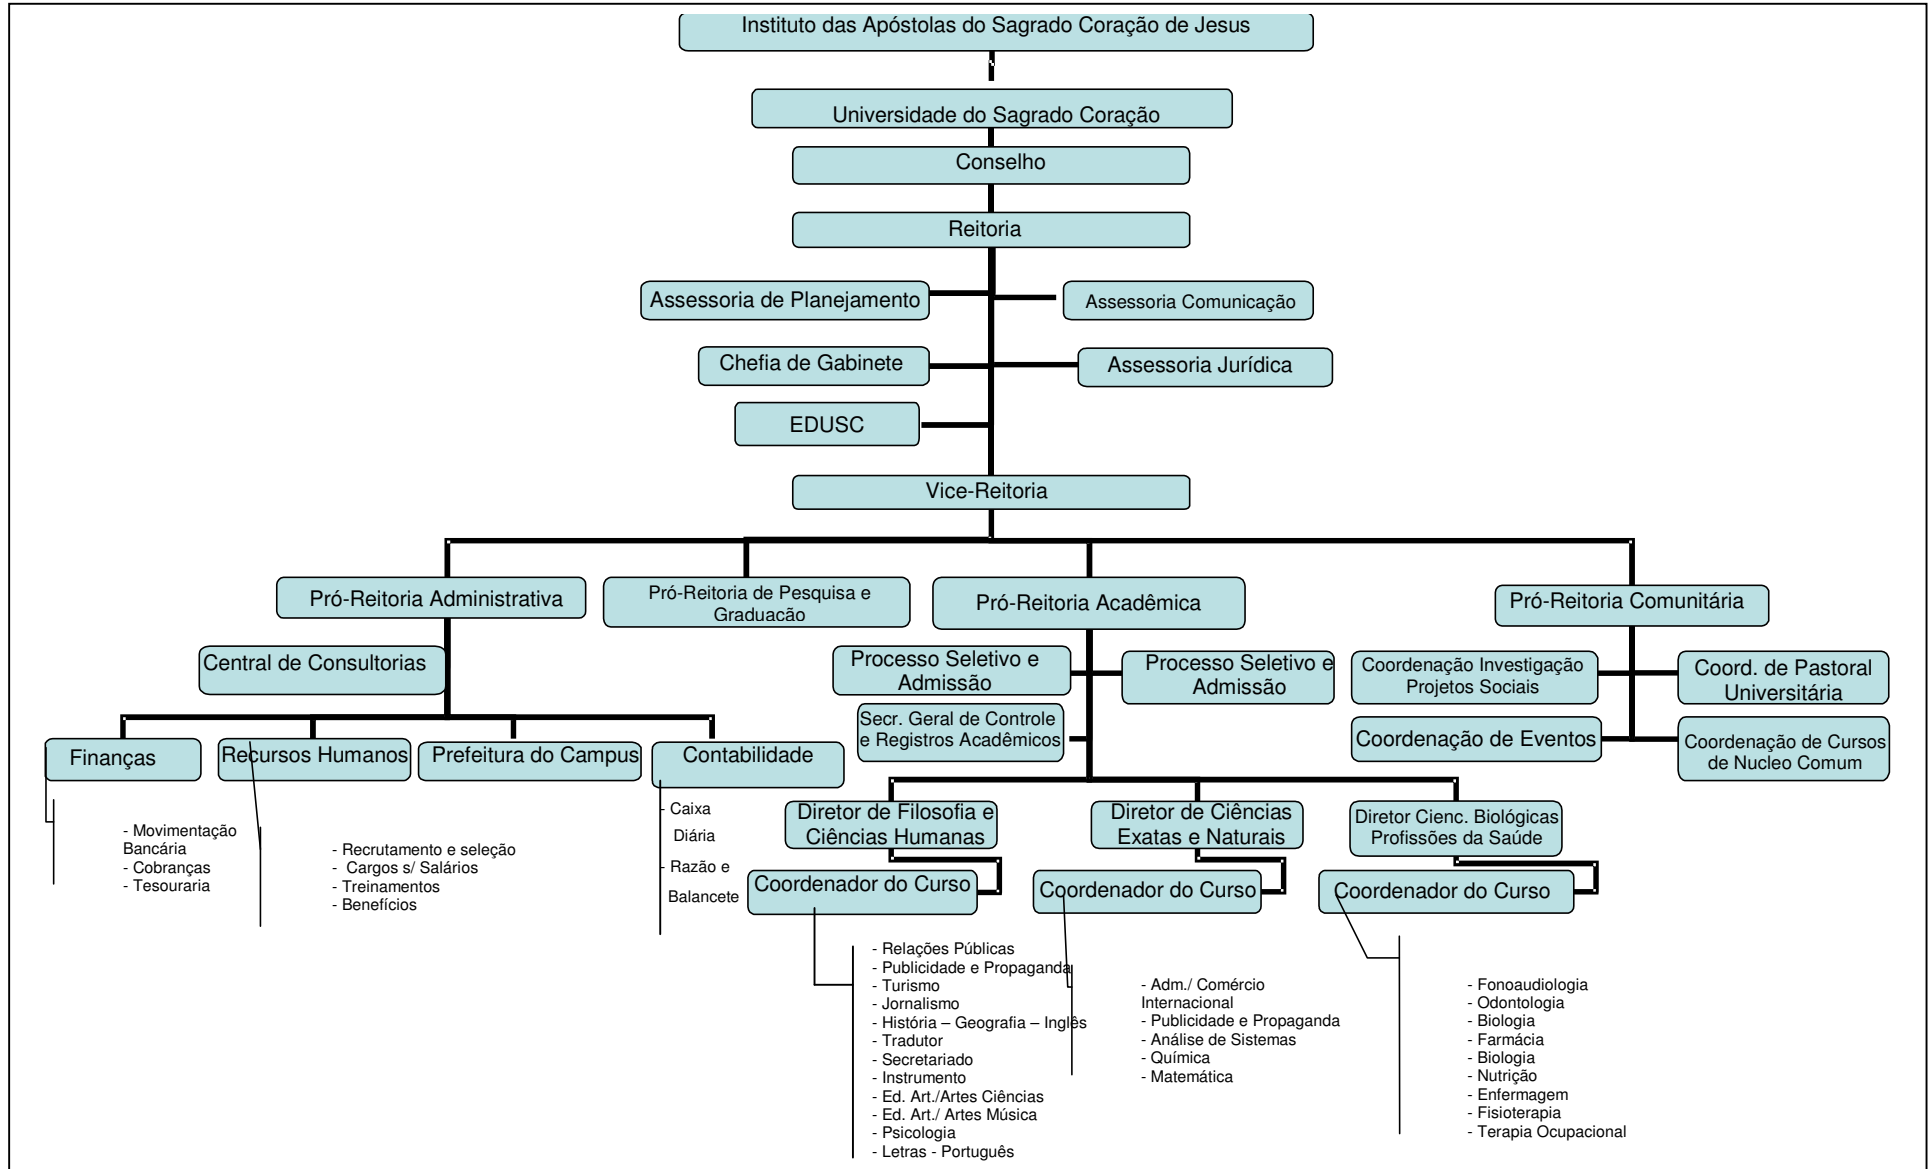 Instituto das Apóstolas do Sagrado Coração de Jesus
Universidade do Sagrado Coração
Conselho
Reitoria
Assessoria de Planejamento
Assessoria Comunicação
Chefia de Gabinete
Assessoria Jurídica
EDUSC
Vice-Reitoria
Pró-Reitoria Administrativa
Pró-Reitoria de Pesquisa e
Graduacão
Pró-Reitoria Acadêmica
Pró-Reitoria Comunitária
Central de Consultorias
Processo Seletivo e
Admissão
Processo Seletivo e
Admissão
Coordenação Investigação
Projetos Sociais
Coord. de Pastoral
Universitária
Secr. Geral de Controle
e Registros Acadêmicos
Coordenação de Eventos
Coordenação de Cursos
de Nucleo Comum
Finanças
Recursos Humanos
Prefeitura do Campus
Contabilidade
- Movimentação
Bancária
- Cobranças
- Tesouraria
- Recrutamento e seleção
- Cargos s/ Salários
- Treinamentos
- Benefícios
- Caixa
Diária
- Razão e
Balancete
Diretor de Filosofia e
Ciências Humanas
Diretor de Ciências
Exatas e Naturais
Diretor Cienc. Biológicas
Profissões da Saúde
Coordenador do Curso
Coordenador do Curso
Coordenador do Curso
- Relações Públicas
- Publicidade e Propaganda
- Turismo
- Jornalismo
- História – Geografia – Inglês
- Tradutor
- Secretariado
- Instrumento
- Ed. Art./Artes Ciências
- Ed. Art./ Artes Música
- Psicologia
- Letras - Português
- Adm./ Comércio
Internacional
- Publicidade e Propaganda
- Análise de Sistemas
- Química
- Matemática
- Fonoaudiologia
- Odontologia
- Biologia
- Farmácia
- Biologia
- Nutrição
- Enfermagem
- Fisioterapia
- Terapia Ocupacional